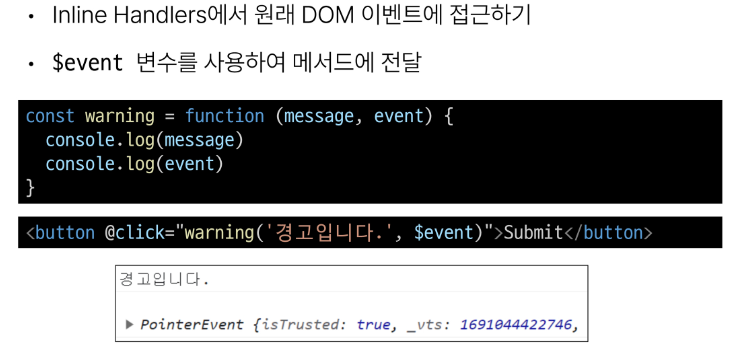 • Inline Handlers에서 원래 DOM 이벤트에 접근하기
• $event 변수를 사용하여 메서드에 전달
const warning = function (message, event) {
  console.log(message)
  console.log(event)
}
<button @click="warning('경고입니다.', $event)">Submit</button>
경고입니다.
▶ PointerEvent {isTrusted: true, _vts: 1691044422746,